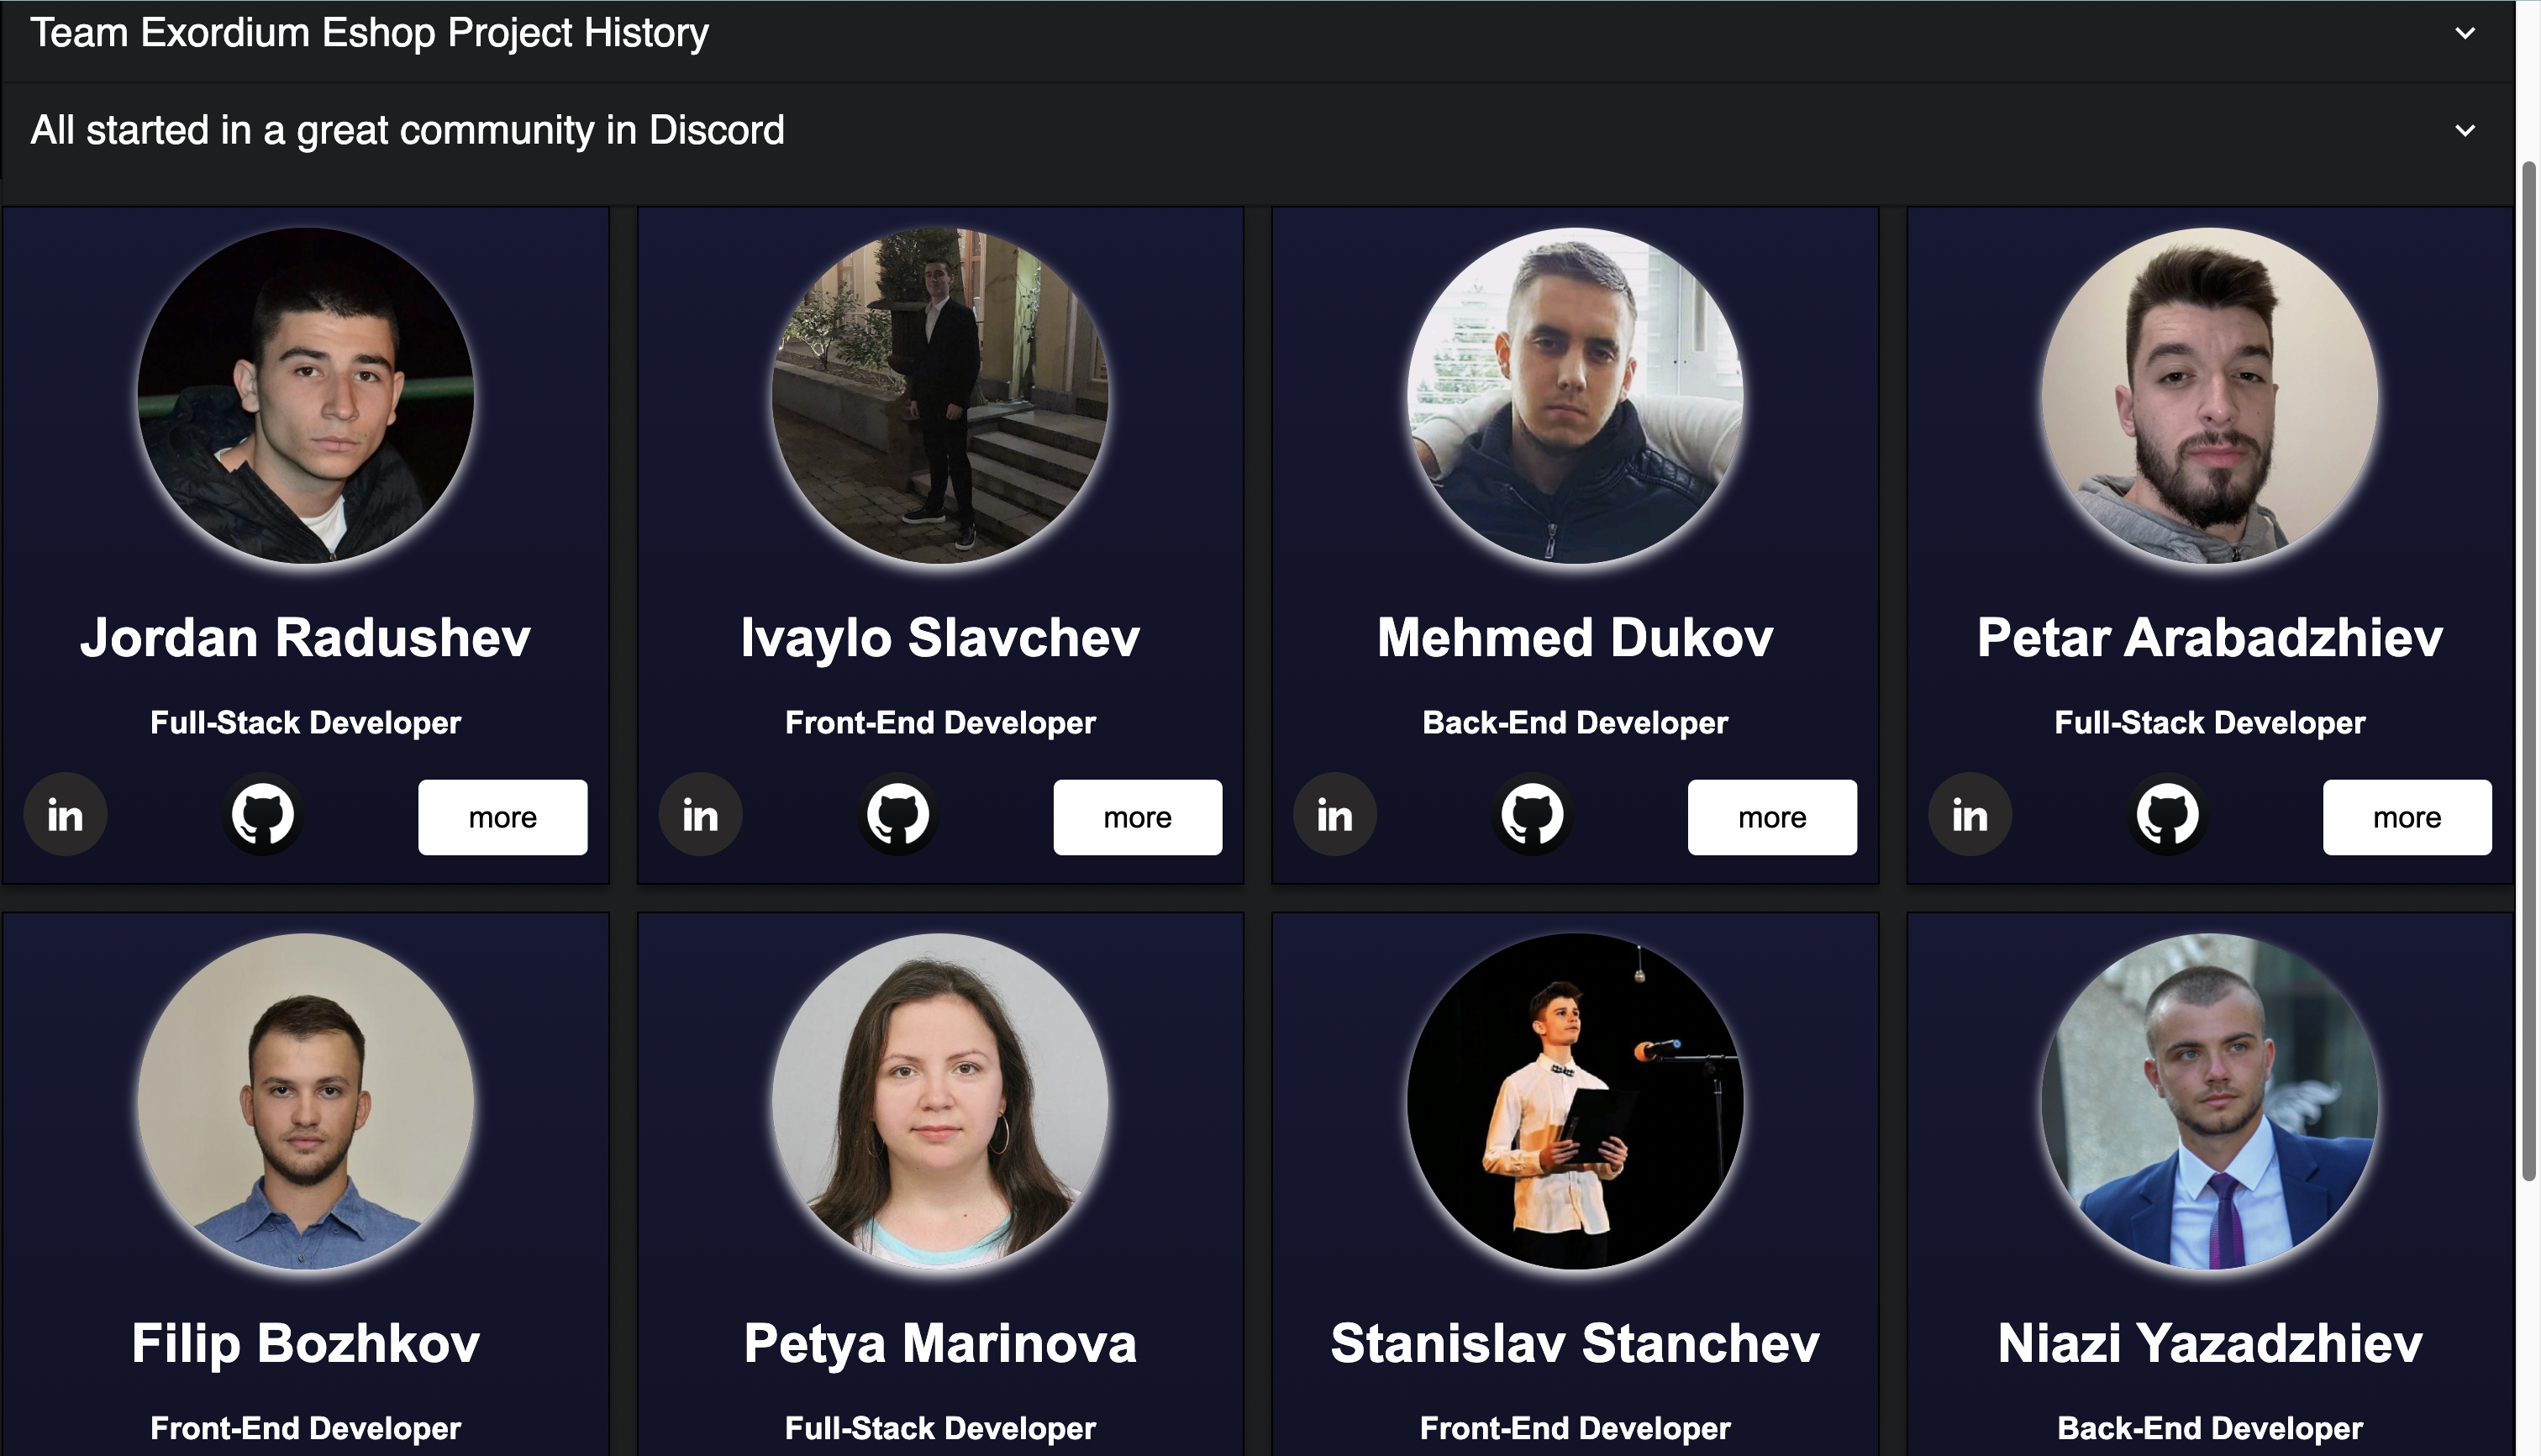 Team Exordium Eshop Project History
All started in a great community in Discord
Jordan Radushev
Full-Stack Developer
in
more
Ivaylo Slavchev
Front-End Developer
in
more
Mehmed Dukov
Back-End Developer
in
more
Petar Arabadzhiev
Full-Stack Developer
in
more
Filip Bozhkov
Front-End Developer
Petya Marinova
Full-Stack Developer
Stanislav Stanchev
Front-End Developer
Niazi Yazadzhiev
Back-End Developer